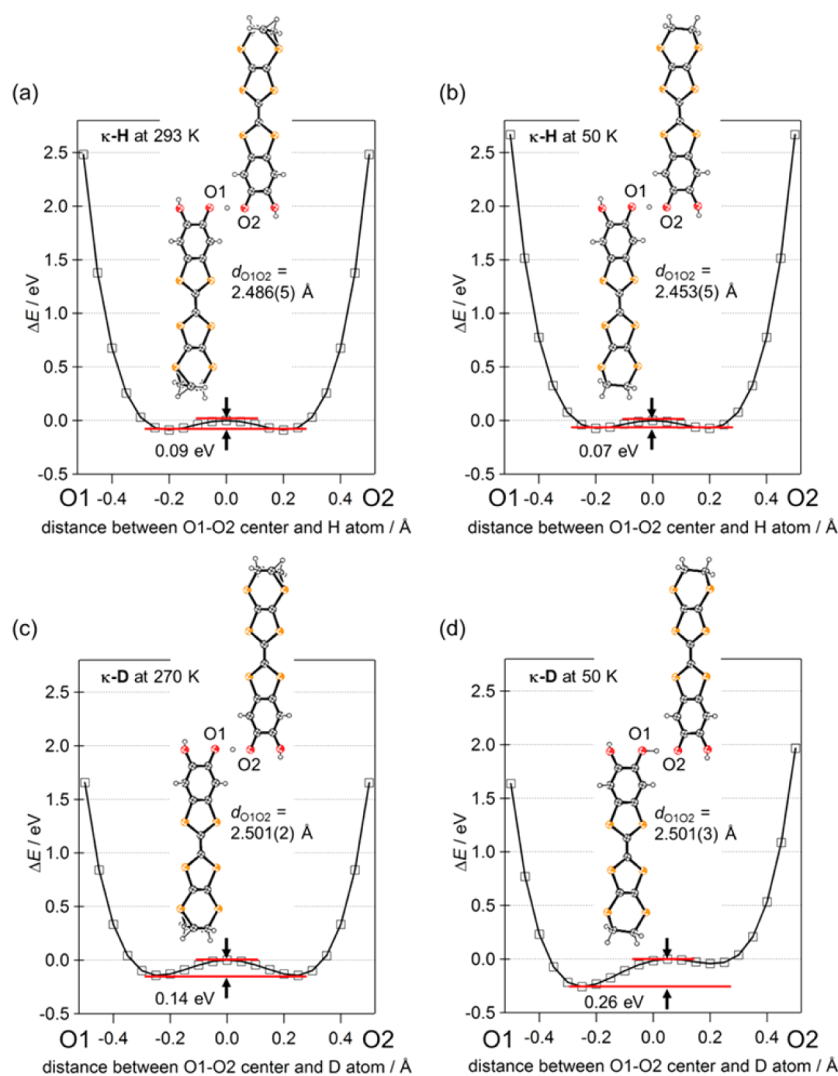 (a)
κ-H at 293 K
O1
O2
dO1O2 =
2.486(5) Å
ΔE / eV
2.5
2.0
1.5
1.0
0.5
0.0
-0.5
0.09 eV
O1 -0.4 -0.2 0.0 0.2 0.4 O2
distance between O1-O2 center and H atom / Å
(b)
κ-H at 50 K
O1
O2
dO1O2 =
2.453(5) Å
ΔE / eV
2.5
2.0
1.5
1.0
0.5
0.0
-0.5
0.07 eV
O1 -0.4 -0.2 0.0 0.2 0.4 O2
distance between O1-O2 center and H atom / Å
(c)
κ-D at 270 K
O1
O2
dO1O2 =
2.501(2) Å
ΔE / eV
2.5
2.0
1.5
1.0
0.5
0.0
-0.5
0.14 eV
O1 -0.4 -0.2 0.0 0.2 0.4 O2
distance between O1-O2 center and D atom / Å
(d)
κ-D at 50 K
O1
O2
dO1O2 =
2.501(3) Å
ΔE / eV
2.5
2.0
1.5
1.0
0.5
0.0
-0.5
0.26 eV
O1 -0.4 -0.2 0.0 0.2 0.4 O2
distance between O1-O2 center and D atom / Å